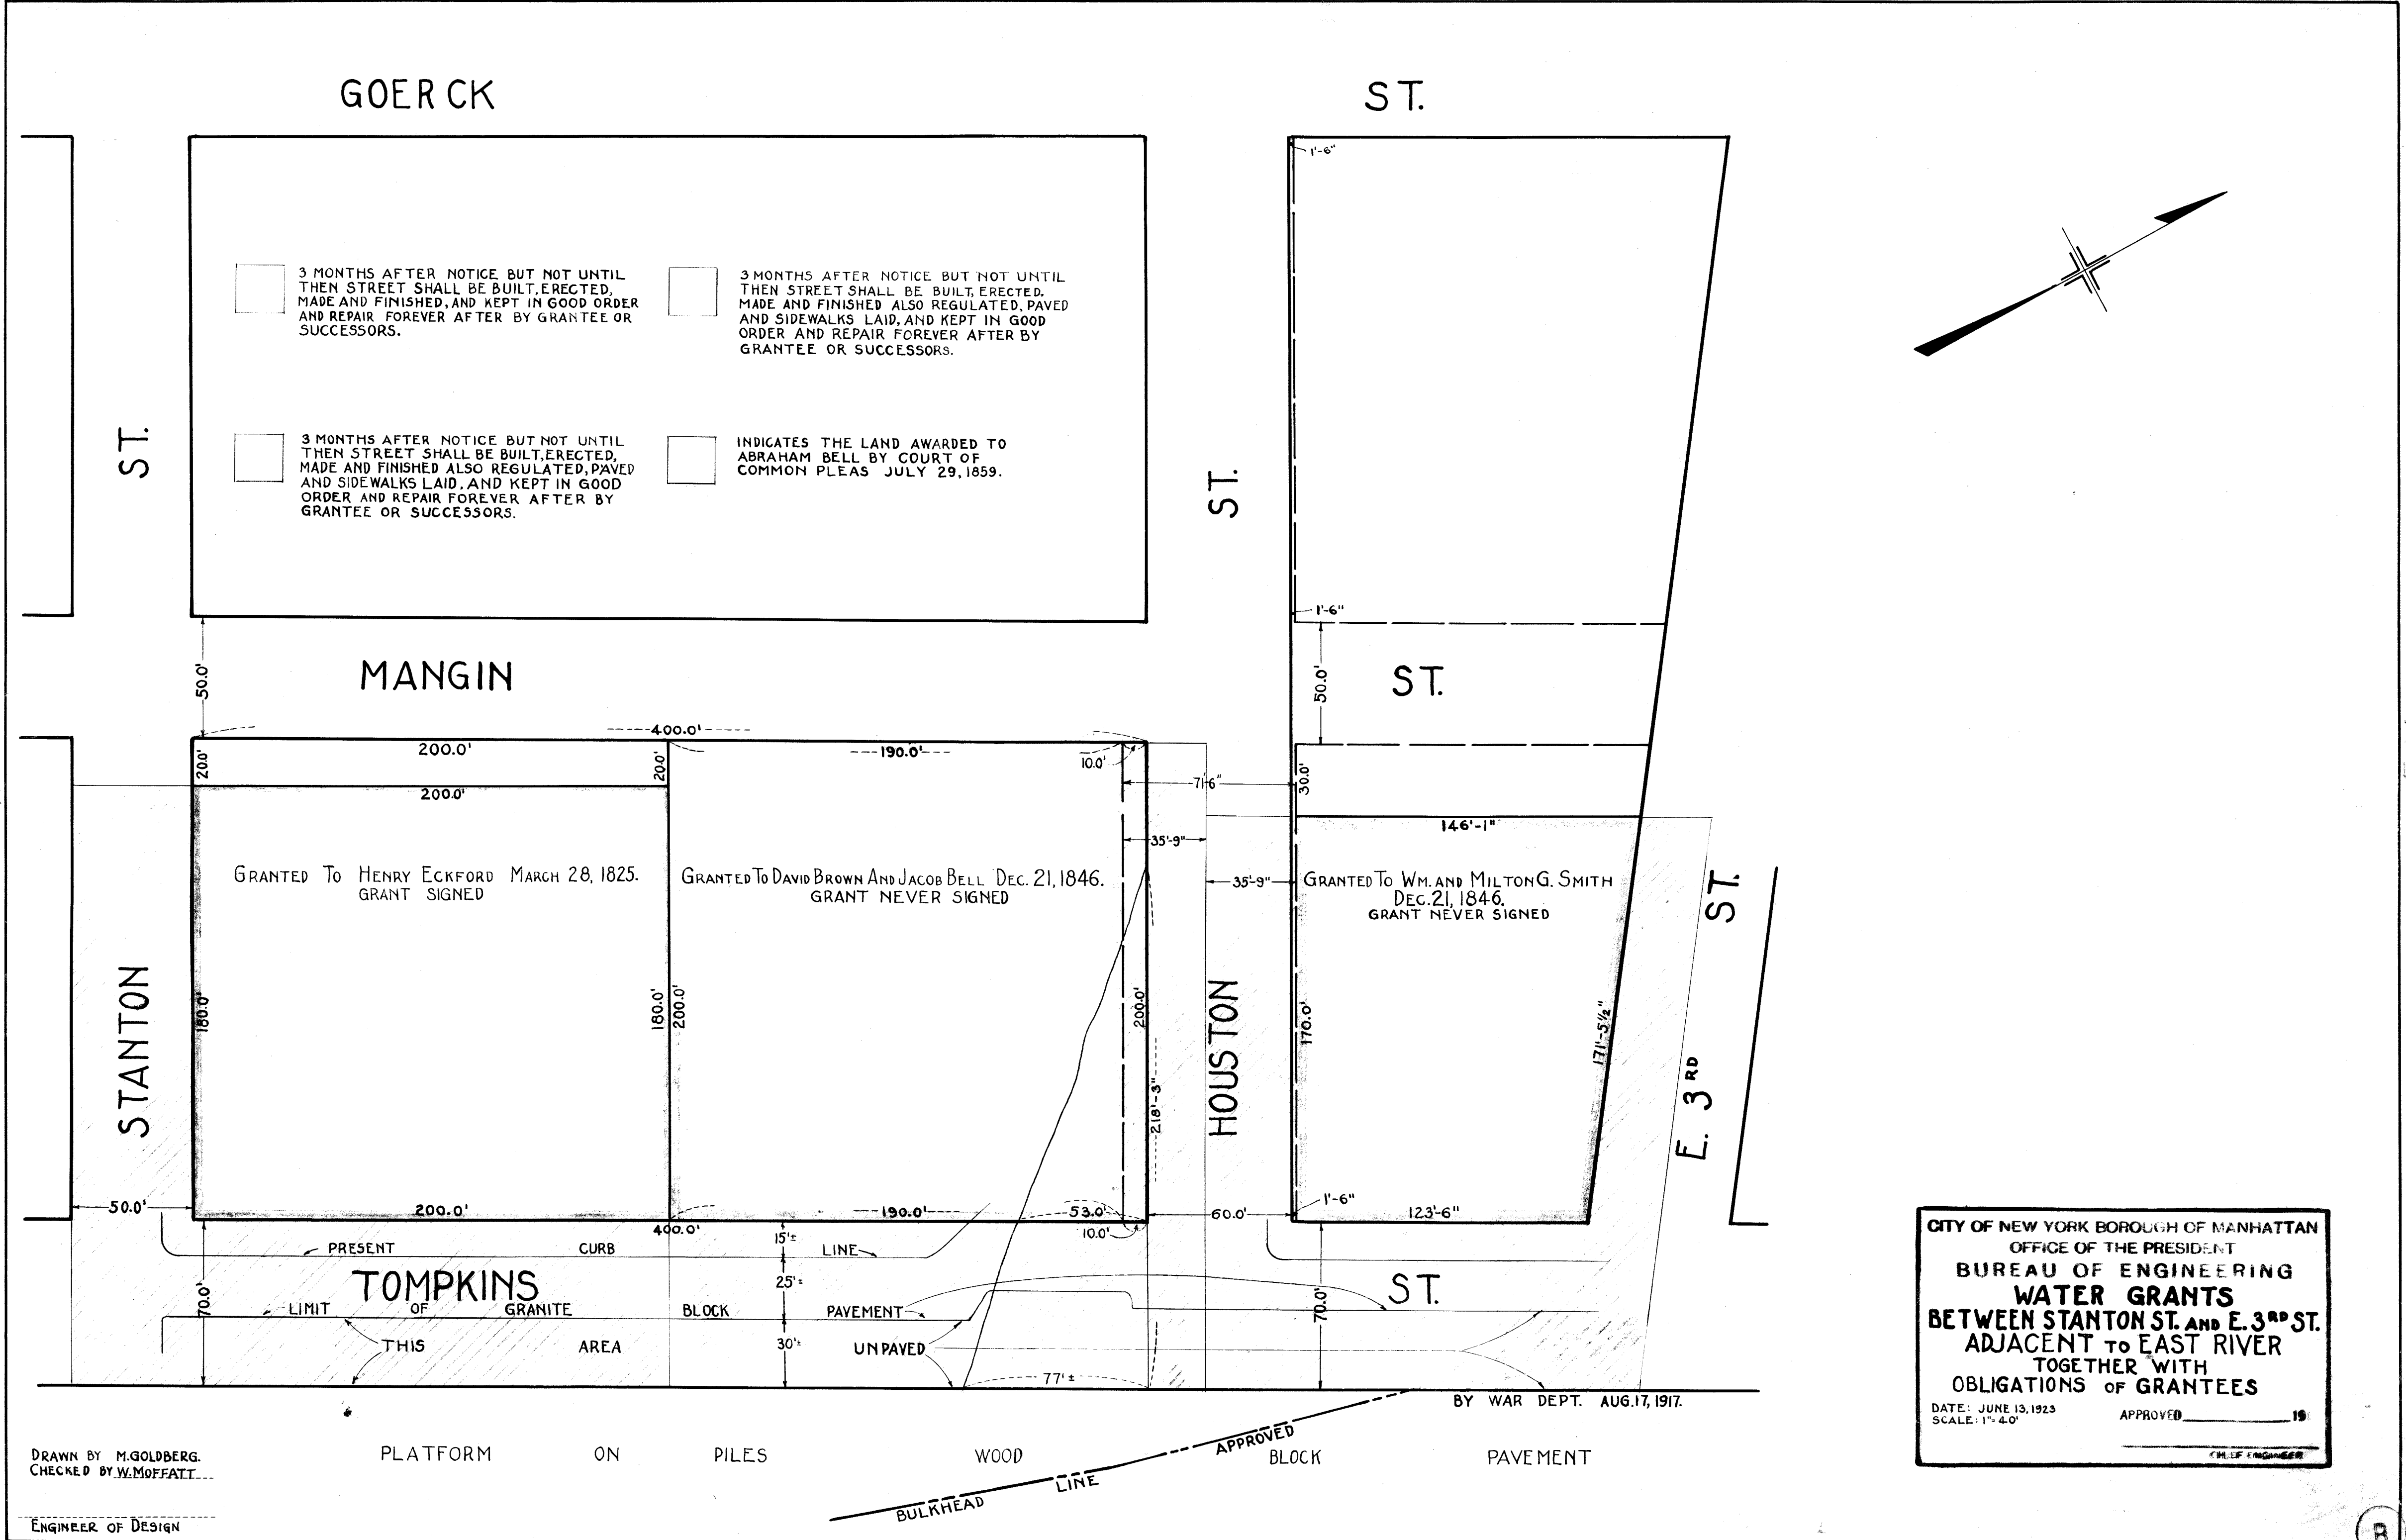 GOERCK ST.
1'-6"
3 MONTHS AFTER NOTICE BUT NOT UNTIL
THEN STREET SHALL BE BUILT, ERECTED,
MADE AND FINISHED, AND KEPT IN GOOD ORDER
AND REPAIR FOREVER AFTER BY GRANTEE OR
SUCCESSORS.
3 MONTHS AFTER NOTICE BUT NOT UNTIL
THEN STREET SHALL BE BUILT, ERECTED.
MADE AND FINISHED ALSO REGULATED, PAVED
AND SIDEWALKS LAID, AND KEPT IN GOOD
ORDER AND REPAIR FOREVER AFTER BY
GRANTEE OR SUCCESSORS.
3 MONTHS AFTER NOTICE BUT NOT UNTIL
THEN STREET SHALL BE BUILT, ERECTED,
MADE AND FINISHED ALSO REGULATED, PAVED
AND SIDEWALKS LAID, AND KEPT IN GOOD
ORDER AND REPAIR FOREVER AFTER BY
GRANTEE OR SUCCESSORS.
INDICATES THE LAND AWARDED TO
ABRAHAM BELL BY COURT OF
COMMON PLEAS JULY 29, 1859.
STANTON ST.
HOUSTON ST.
1'-6"
50.0'
MANGIN ST.
50.0'
400.0'
200.0'
190.0'
10.0'
20.0'
20.0'
71'6"
30.0'
200.0'
35'-9"
146'-1"
GRANTED TO HENRY ECKFORD MARCH 28, 1825.
GRANT SIGNED
GRANTED TO DAVID BROWN AND JACOB BELL DEC. 21, 1846.
GRANT NEVER SIGNED
35'-9"
GRANTED TO WM. AND MILTON G. SMITH
DEC. 21, 1846.
GRANT NEVER SIGNED
E. 3RD ST.
180.0'
180.0'
200.0'
200.0'
218'-3"
170.0'
171'-5½"
50.0'
200.0'
400.0'
190.0'
53.0'
10.0'
60.0'
1'-6"
123'-6"
PRESENT CURB LINE
15'±
TOMPKINS ST.
70.0'
25'±
70.0'
LIMIT OF GRANITE BLOCK PAVEMENT
THIS AREA UNPAVED
30'±
77'±
BULKHEAD LINE APPROVED BY WAR DEPT. AUG. 17, 1917.
PLATFORM ON PILES WOOD BLOCK PAVEMENT
DRAWN BY M. GOLDBERG.
CHECKED BY W. MOFFATT
ENGINEER OF DESIGN
CITY OF NEW YORK BOROUGH OF MANHATTAN
OFFICE OF THE PRESIDENT
BUREAU OF ENGINEERING
WATER GRANTS
BETWEEN STANTON ST. AND E. 3RD ST.
ADJACENT TO EAST RIVER
TOGETHER WITH
OBLIGATIONS OF GRANTEES
DATE: JUNE 13, 1923
SCALE: 1"= 40'
APPROVED 19
CHIEF ENGINEER
B